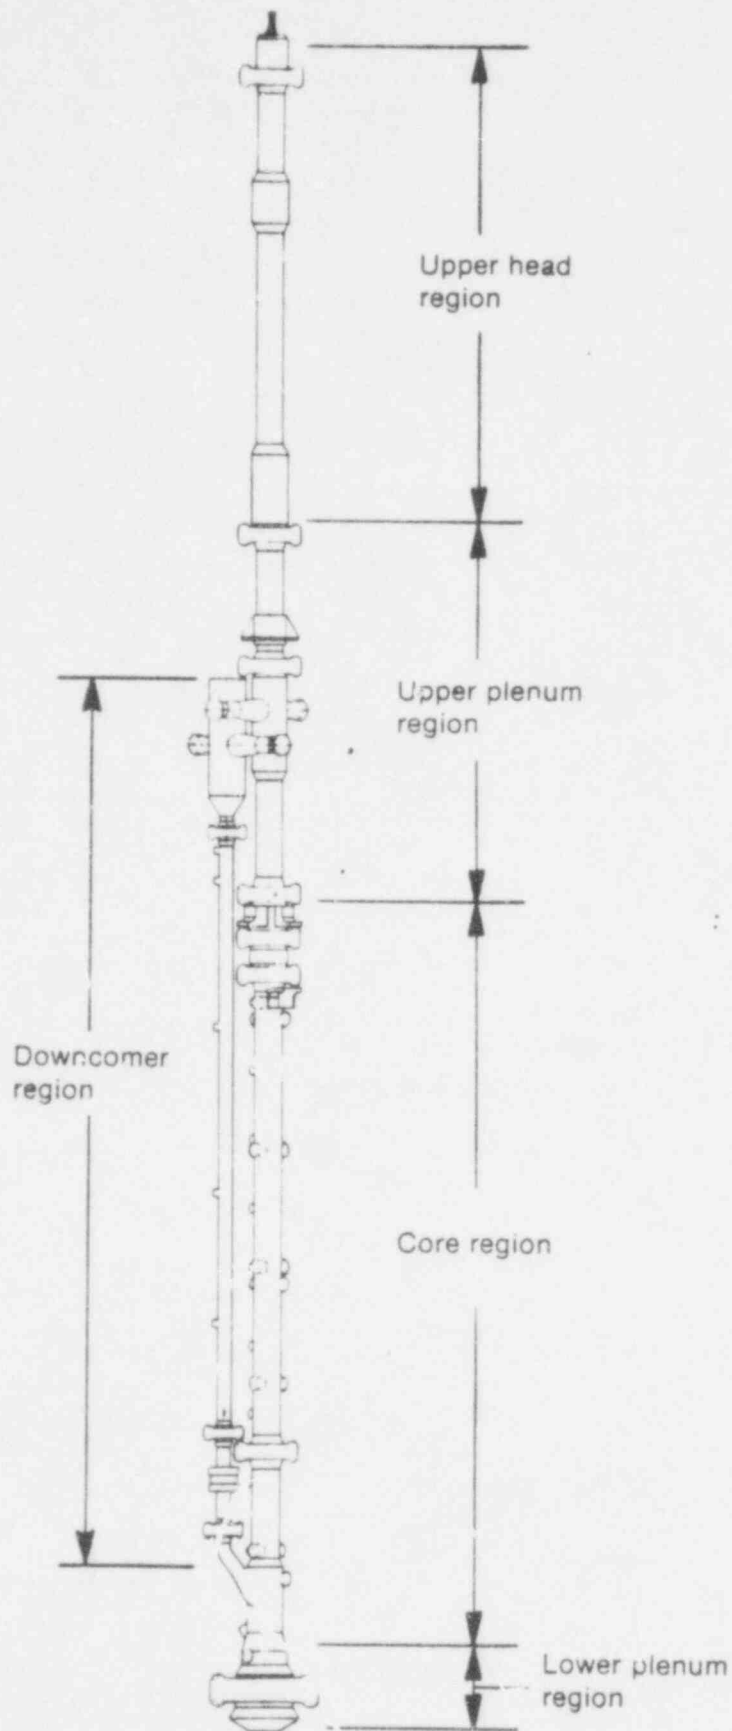 Upper head
region
Upper plenum
region
Downcomer
region
Core region
Lower plenum
region